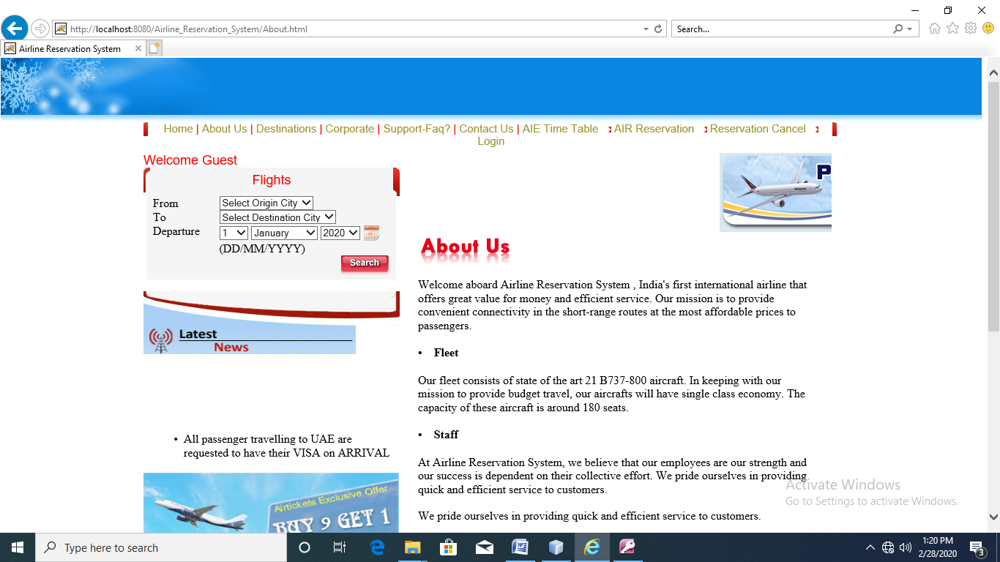 http://localhost:8080/Airline_Reservation_System/About.html
Search...
Airline Reservation System
Home | About Us | Destinations | Corporate | Support-Faq? | Contact Us | AIE Time Table AIR Reservation Reservation Cancel
Login
Welcome Guest
Flights
From Select Origin City
To Select Destination City
Departure 1 January 2020
(DD/MM/YYYY)
Search
Latest
News
• All passenger travelling to UAE are
requested to have their VISA on ARRIVAL
Airtickets Exclusive Offer
BUY 9 GET 1
P
About Us
Welcome aboard Airline Reservation System , India's first international airline that
offers great value for money and efficient service. Our mission is to provide
convenient connectivity in the short-range routes at the most affordable prices to
passengers.
• Fleet
Our fleet consists of state of the art 21 B737-800 aircraft. In keeping with our
mission to provide budget travel, our aircrafts will have single class economy. The
capacity of these aircraft is around 180 seats.
• Staff
At Airline Reservation System, we believe that our employees are our strength and
our success is dependent on their collective effort. We pride ourselves in providing
quick and efficient service to customers.
We pride ourselves in providing quick and efficient service to customers.
Activate Windows
Go to Settings to activate Windows.
Type here to search
1:20 PM
2/28/2020
3